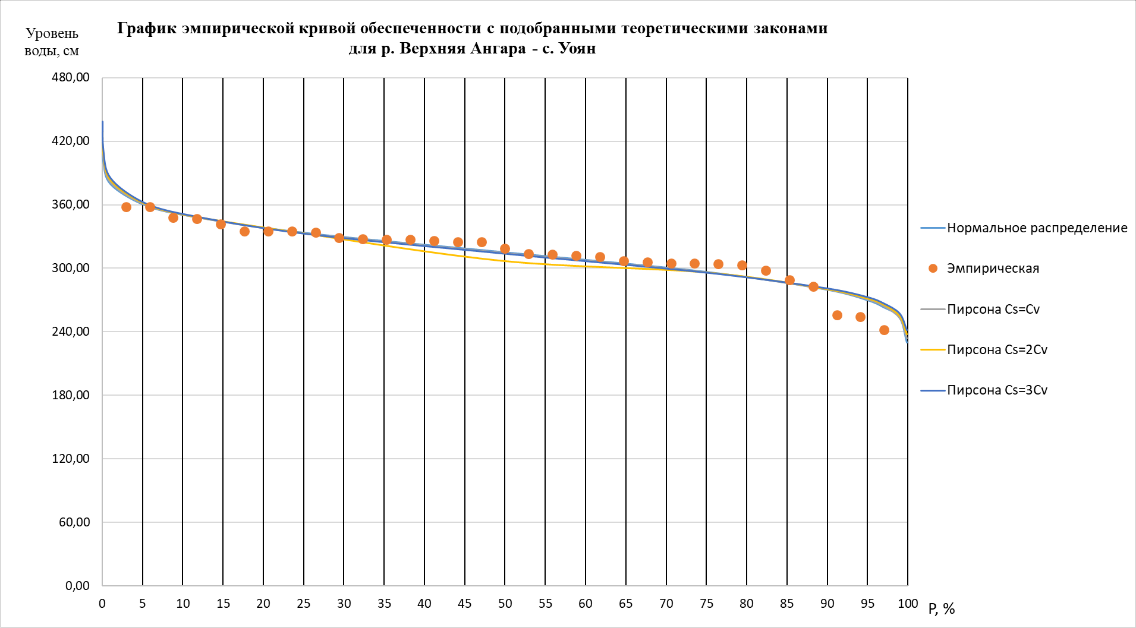 График эмпирической кривой обеспеченности с подобранными теоретическими законами
для р. Верхняя Ангара - с. Уоян
Уровень
воды, см
480,00
420,00
360,00
300,00
240,00
180,00
120,00
60,00
0,00
0 5 10 15 20 25 30 35 40 45 50 55 60 65 70 75 80 85 90 95 100
P, %
Нормальное распределение
Эмпирическая
Пирсона Cs=Cv
Пирсона Cs=2Cv
Пирсона Cs=3Cv